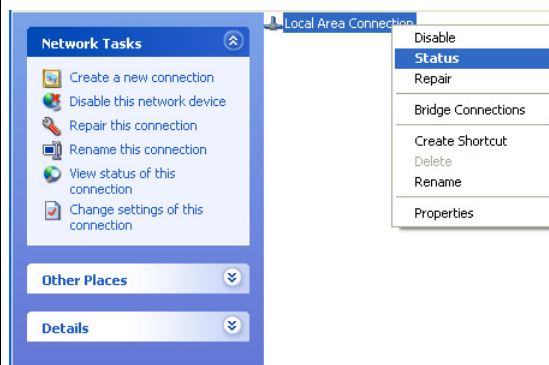 Network Tasks
Create a new connection
Disable this network device
Repair this connection
Rename this connection
View status of this
connection
Change settings of this
connection
Other Places
Details
Local Area Connection
Disable
Status
Repair
Bridge Connections
Create Shortcut
Delete
Rename
Properties